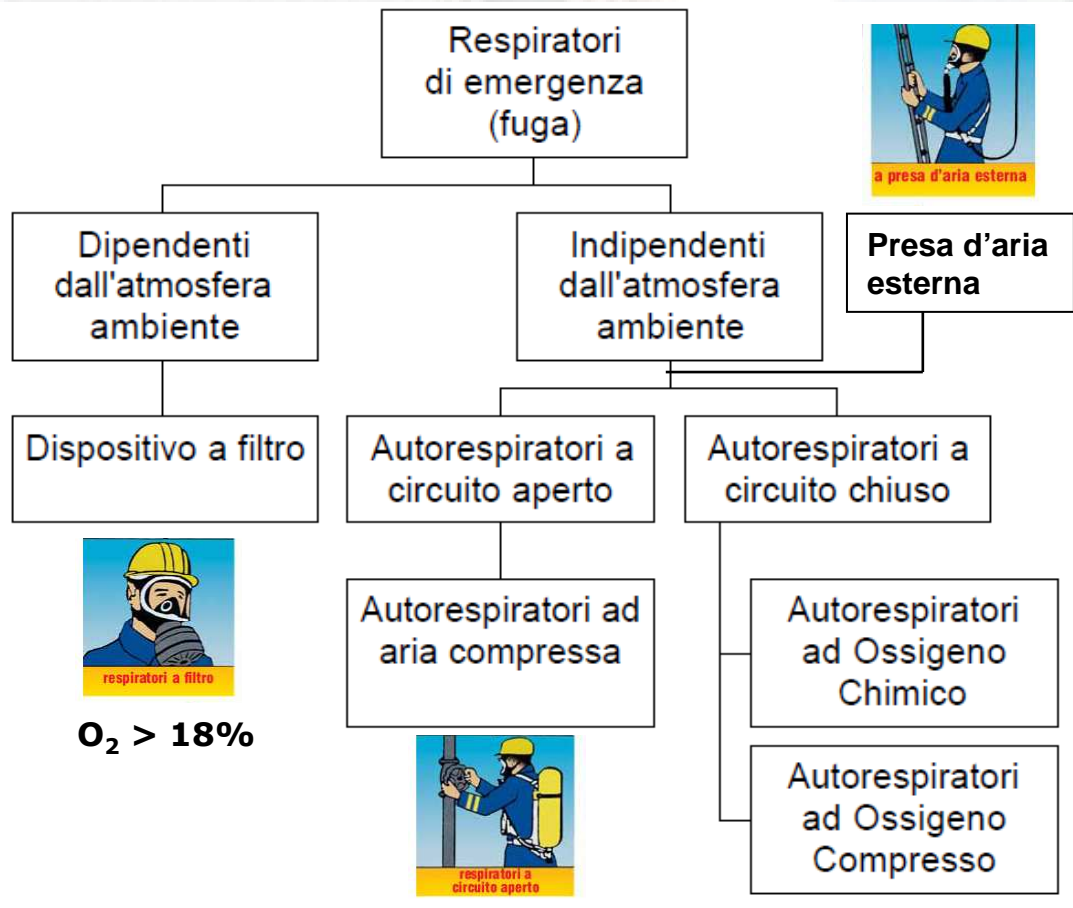 Respiratori
di emergenza
(fuga)
a presa d'aria esterna
Dipendenti
dall'atmosfera
ambiente
Indipendenti
dall'atmosfera
ambiente
Presa d’aria
esterna
Dispositivo a filtro
Autorespiratori a
circuito aperto
Autorespiratori a
circuito chiuso
respiratori a filtro
O₂ > 18%
Autorespiratori ad
aria compressa
respiratori a
circuito aperto
Autorespiratori
ad Ossigeno
Chimico
Autorespiratori
ad Ossigeno
Compresso